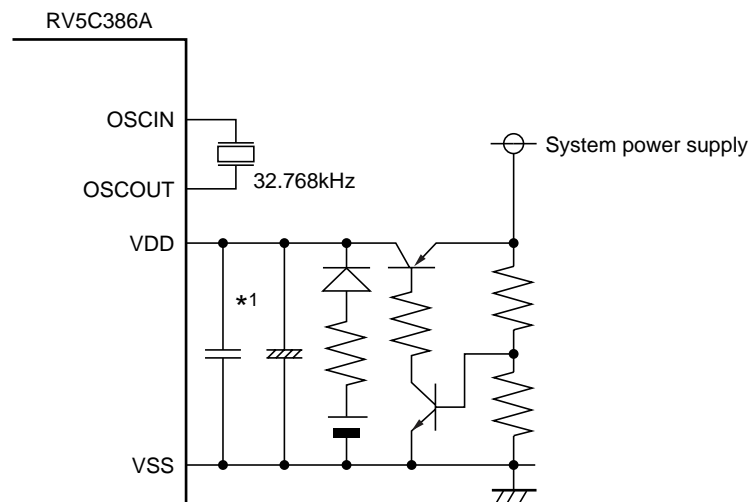 RV5C386A
OSCIN
System power supply
OSCOUT
32.768kHz
VDD
*1
VSS